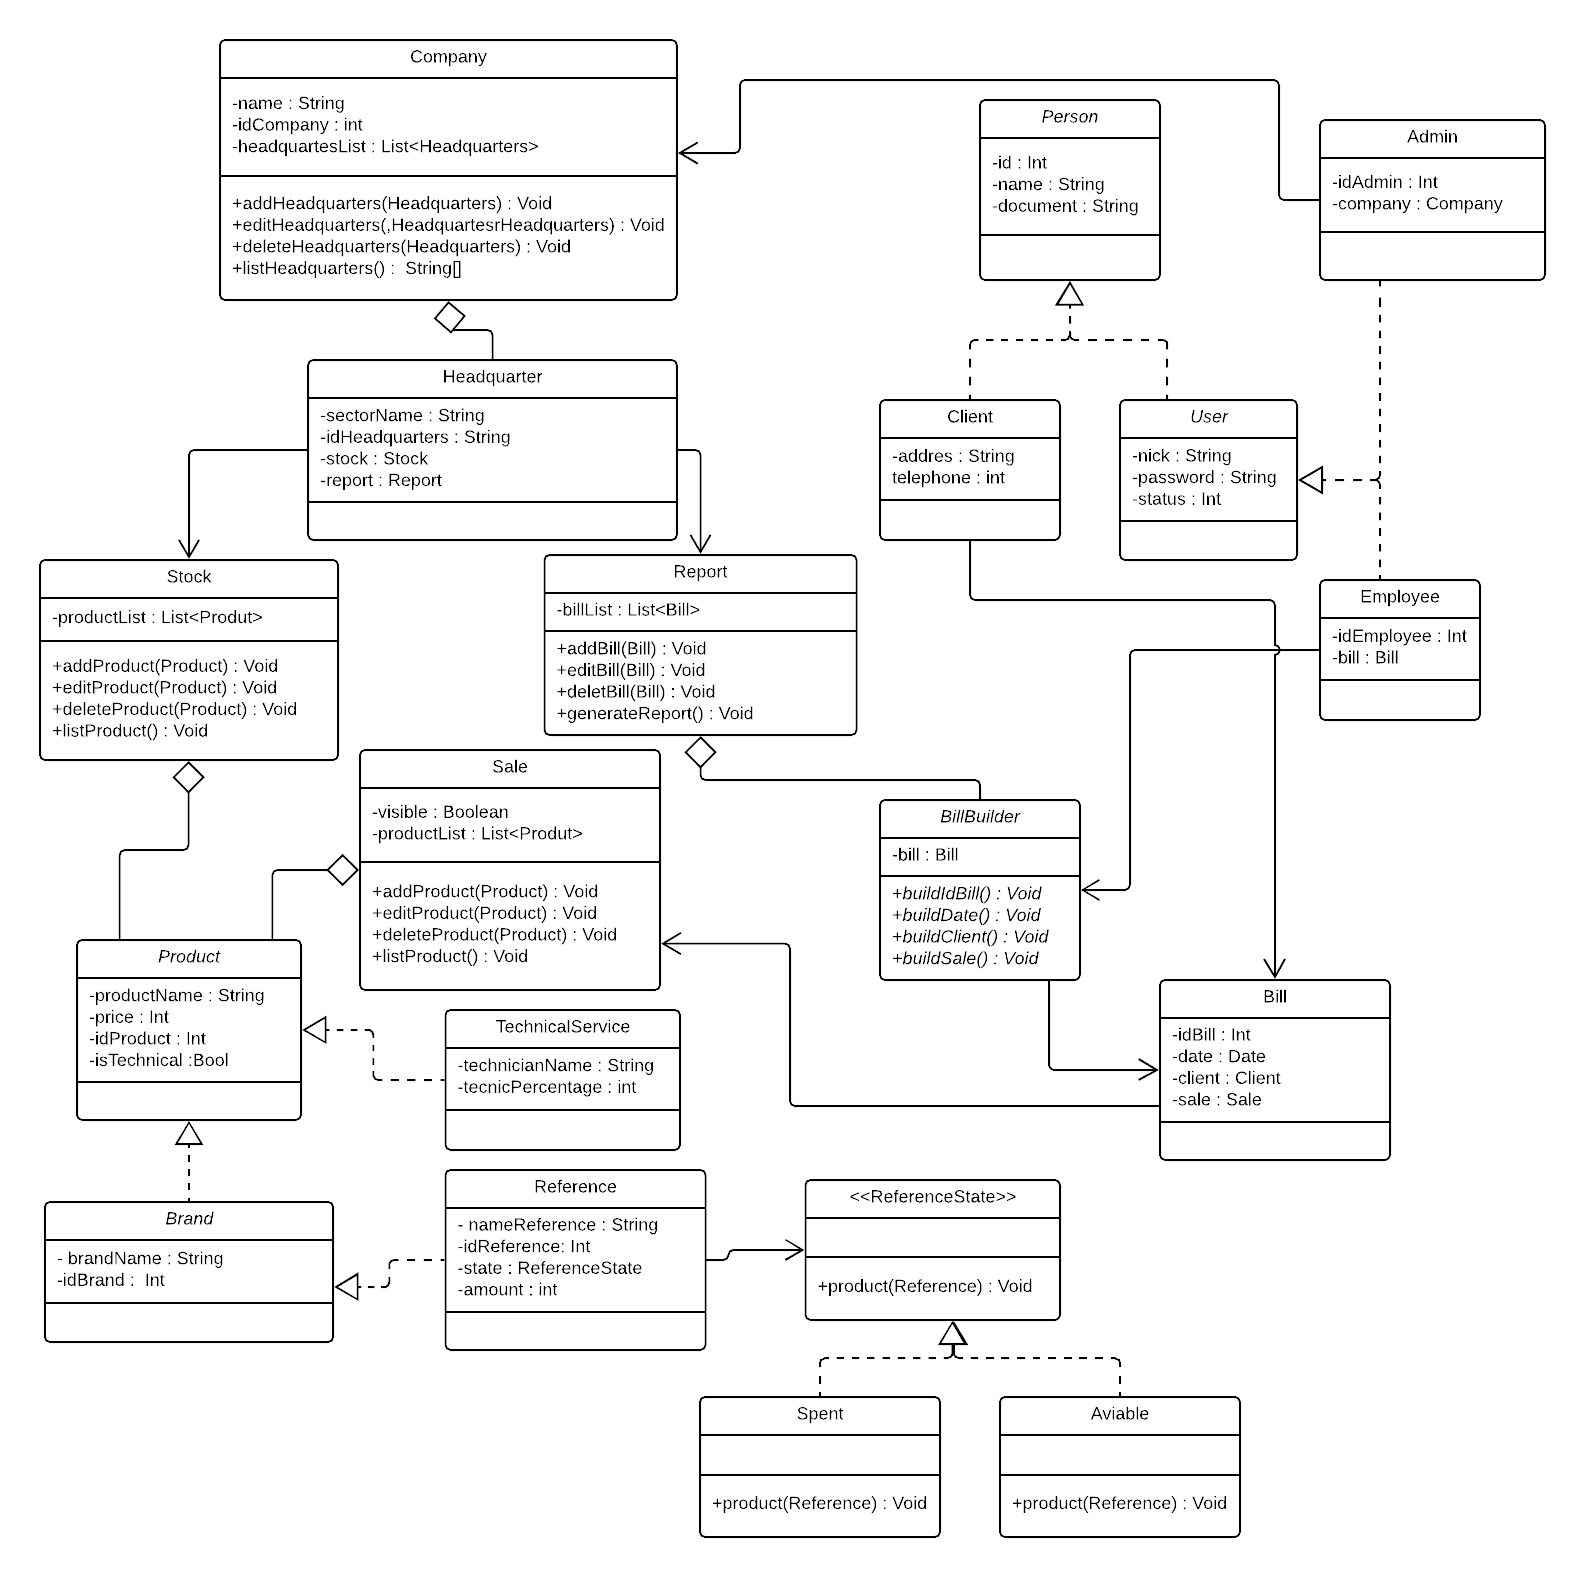 Company
-name : String
-idCompany : int
-headquartesList : List<Headquarters>
+addHeadquarters(Headquarters) : Void
+editHeadquarters(,HeadquartesrHeadquarters) : Void
+deleteHeadquarters(Headquarters) : Void
+listHeadquarters() :  String[]
Person
-id : Int
-name : String
-document : String
Admin
-idAdmin : Int
-company : Company
Headquarter
-sectorName : String
-idHeadquarters : String
-stock : Stock
-report : Report
Client
-addres : String
telephone : int
User
-nick : String
-password : String
-status : Int
Stock
-productList : List<Produt>
+addProduct(Product) : Void
+editProduct(Product) : Void
+deleteProduct(Product) : Void
+listProduct() : Void
Report
-billList : List<Bill>
+addBill(Bill) : Void
+editBill(Bill) : Void
+deletBill(Bill) : Void
+generateReport() : Void
Employee
-idEmployee : Int
-bill : Bill
Sale
-visible : Boolean
-productList : List<Produt>
+addProduct(Product) : Void
+editProduct(Product) : Void
+deleteProduct(Product) : Void
+listProduct() : Void
BillBuilder
-bill : Bill
+buildIdBill() : Void
+buildDate() : Void
+buildClient() : Void
+buildSale() : Void
Product
-productName : String
-price : Int
-idProduct : Int
-isTechnical :Bool
TechnicalService
-technicianName : String
-tecnicPercentage : int
Bill
-idBill : Int
-date : Date
-client : Client
-sale : Sale
Brand
- brandName : String
-idBrand :  Int
Reference
- nameReference : String
-idReference: Int
-state : ReferenceState
-amount : int
<<ReferenceState>>
+product(Reference) : Void
Spent
+product(Reference) : Void
Aviable
+product(Reference) : Void